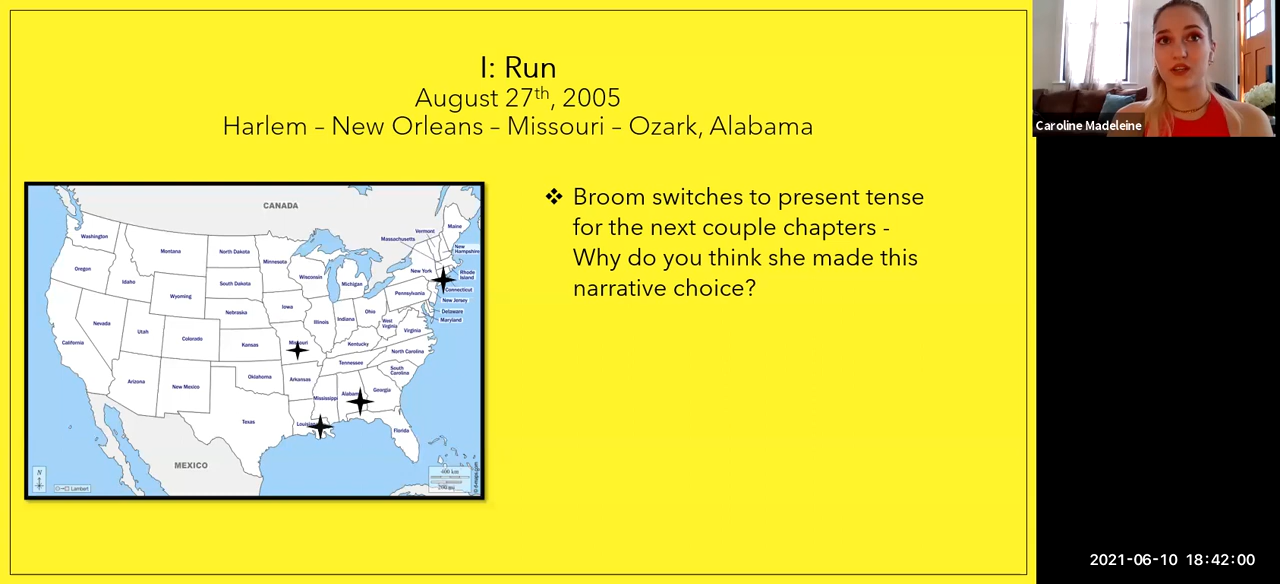 I: Run
August 27th, 2005
Harlem – New Orleans – Missouri – Ozark, Alabama
❖ Broom switches to present tense
for the next couple chapters -
Why do you think she made this
narrative choice?
CANADA
Washington
Montana
North Dakota
Minnesota
Vermont
Maine
Massachusetts
New
Hampshire
Oregon
Idaho
Wyoming
South Dakota
Wisconsin
Michigan
New York
Rhode
Island
Connecticut
Pennsylvania
New Jersey
Nevada
Utah
Colorado
Nebraska
Iowa
Illinois
Indiana
Ohio
West
Virginia
Delaware
Maryland
California
Kansas
Missouri
Kentucky
Virginia
Arizona
New Mexico
Oklahoma
Arkansas
Tennessee
North Carolina
South
Carolina
Texas
Mississippi
Alabama
Georgia
Florida
MEXICO
N
Lambert
400 km
200 mi
Caroline Madeleine
2021-06-10 18:42:00